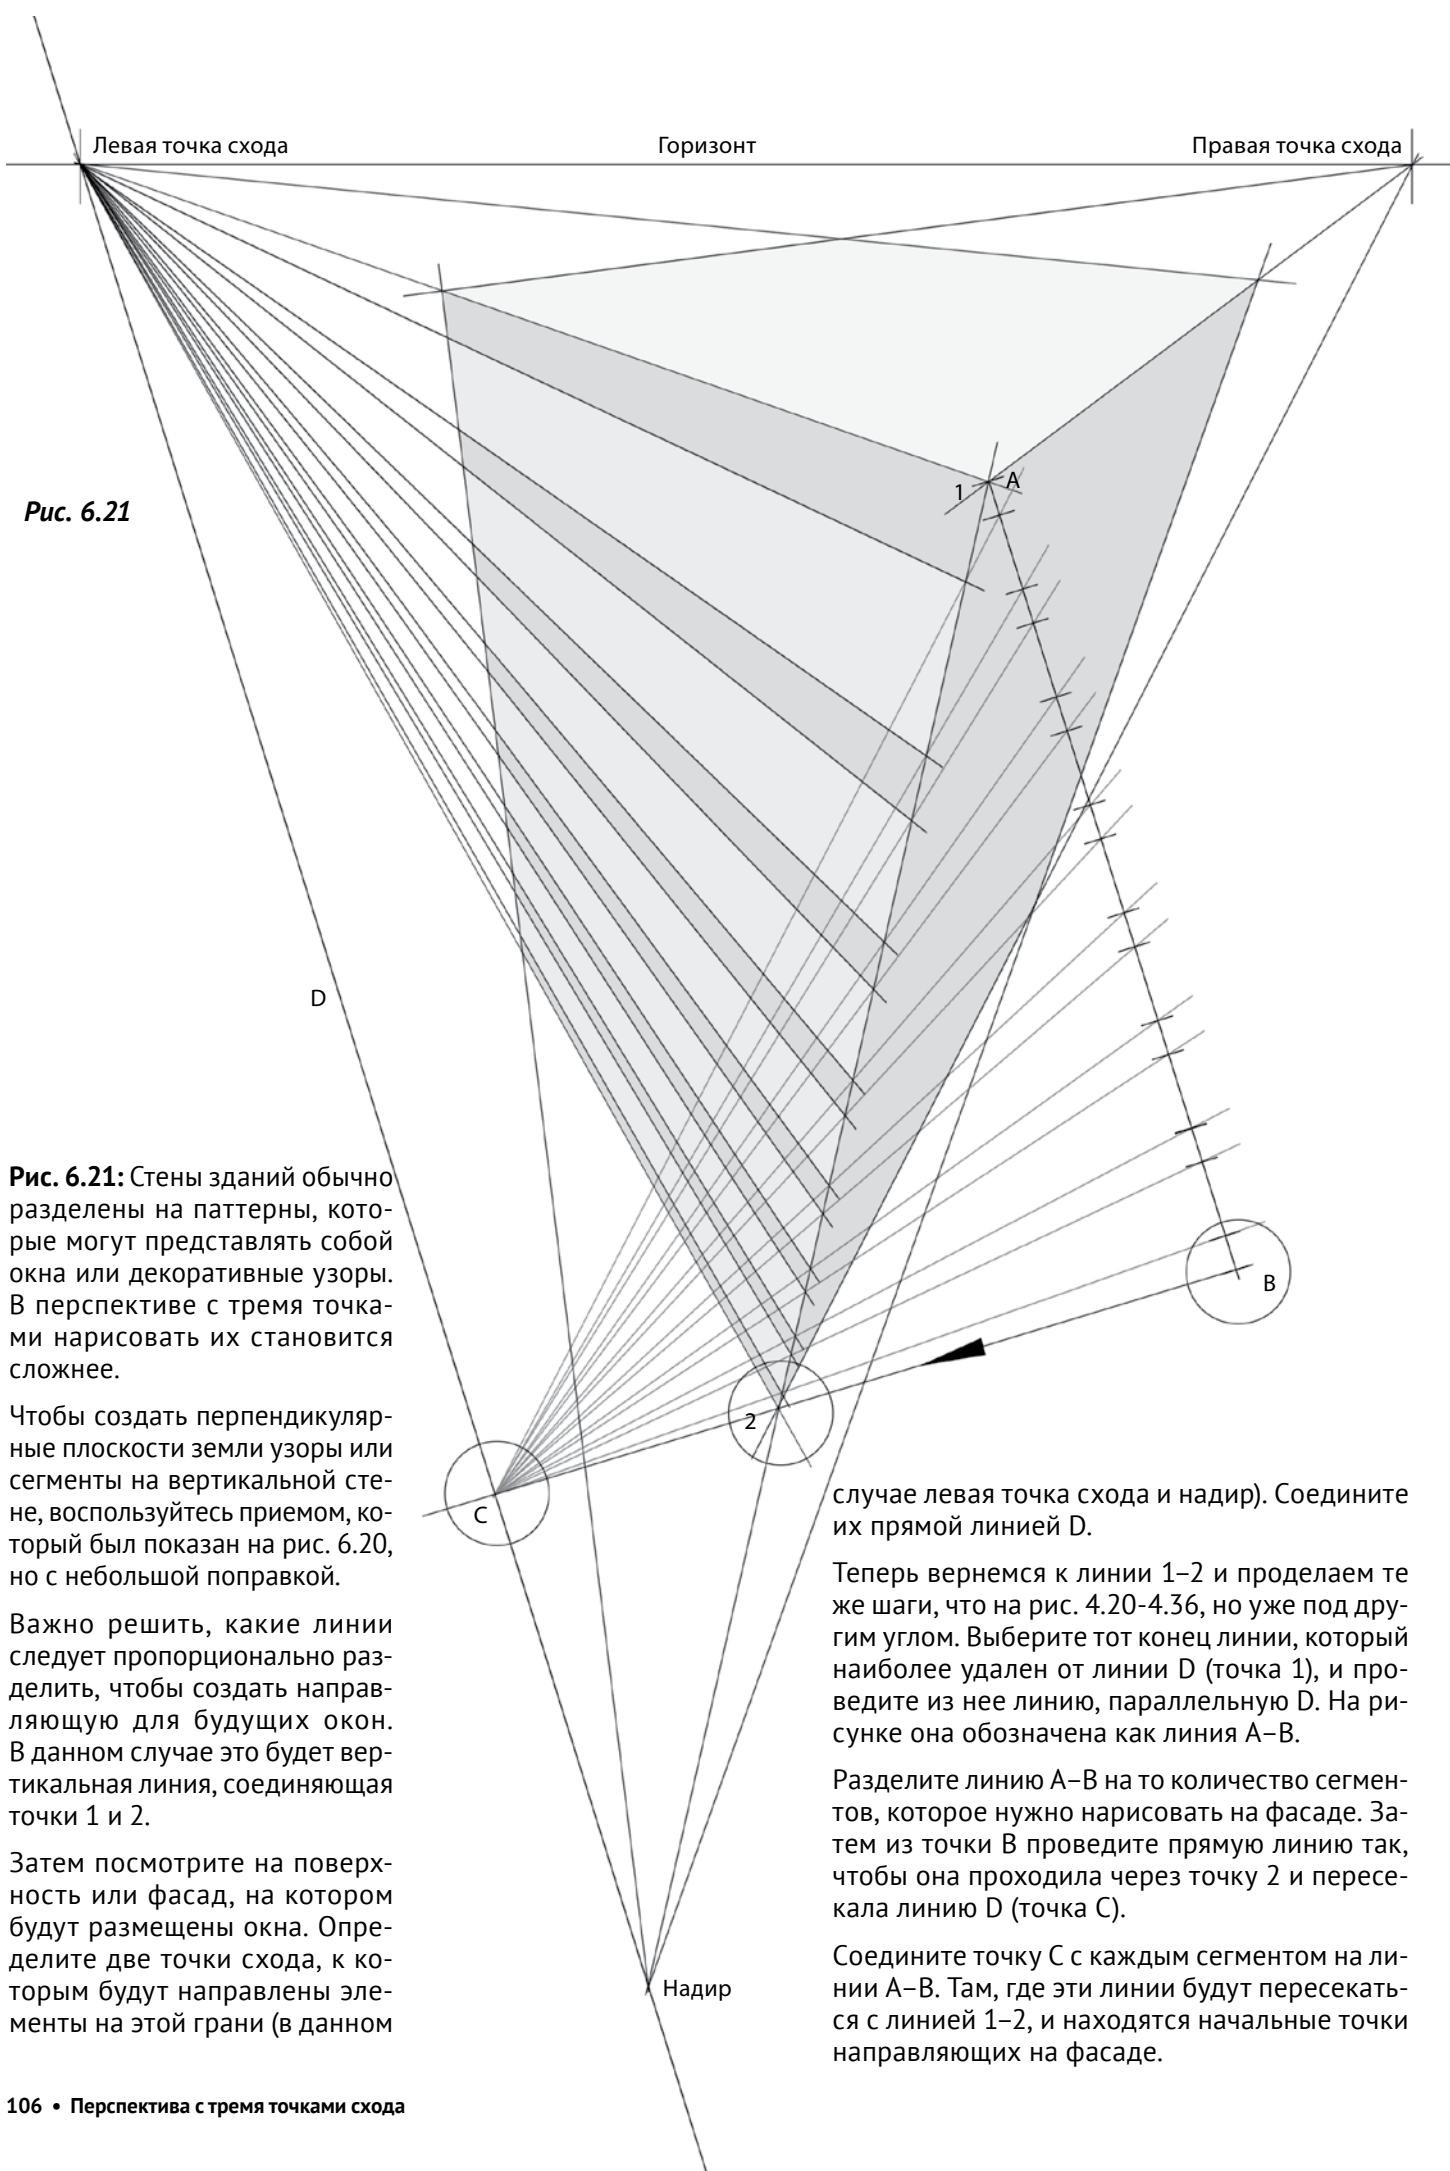 Левая точка схода
Горизонт
Правая точка схода
1
A
Рис. 6.21
D
B
2
C
Надир
Рис. 6.21: Стены зданий обычно
разделены на паттерны, кото-
рые могут представлять собой
окна или декоративные узоры.
В перспективе с тремя точка-
ми нарисовать их становится
сложнее.
Чтобы создать перпендикуляр-
ные плоскости земли узоры или
сегменты на вертикальной сте-
не, воспользуйтесь приемом, ко-
торый был показан на рис. 6.20,
но с небольшой поправкой.
Важно решить, какие линии
следует пропорционально раз-
делить, чтобы создать направ-
ляющую для будущих окон.
В данном случае это будет вер-
тикальная линия, соединяющая
точки 1 и 2.
Затем посмотрите на поверх-
ность или фасад, на котором
будут размещены окна. Опре-
делите две точки схода, к ко-
торым будут направлены эле-
менты на этой грани (в данном
случае левая точка схода и надир). Соедините
их прямой линией D.
Теперь вернемся к линии 1–2 и проделаем те
же шаги, что на рис. 4.20-4.36, но уже под дру-
гим углом. Выберите тот конец линии, который
наиболее удален от линии D (точка 1), и про-
ведите из нее линию, параллельную D. На ри-
сунке она обозначена как линия A–B.
Разделите линию A–B на то количество сегмен-
тов, которое нужно нарисовать на фасаде. За-
тем из точки B проведите прямую линию так,
чтобы она проходила через точку 2 и пересе-
кала линию D (точка C).
Соедините точку C с каждым сегментом на ли-
нии A–B. Там, где эти линии будут пересекать-
ся с линией 1–2, и находятся начальные точки
направляющих на фасаде.
106 • Перспектива с тремя точками схода